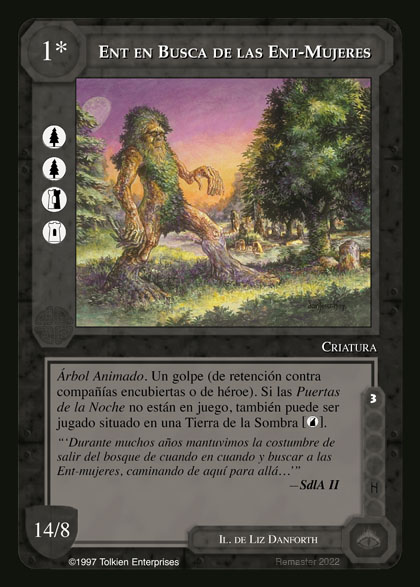 1*
ENT EN BUSCA DE LAS ENT-MUJERES
CRIATURA
Árbol Animado. Un golpe (de retención contra
compañías encubiertas o de héroe). Si las Puertas
de la Noche no están en juego, también puede ser
jugado situado en una Tierra de la Sombra [].
“‘Durante muchos años mantuvimos la costumbre de
salir del bosque de cuando en cuando y buscar a las
Ent-mujeres, caminando de aquí para allá…’”
—SdlA II
3
14/8
IL. DE LIZ DANFORTH
©1997 Tolkien Enterprises
Remaster 2022